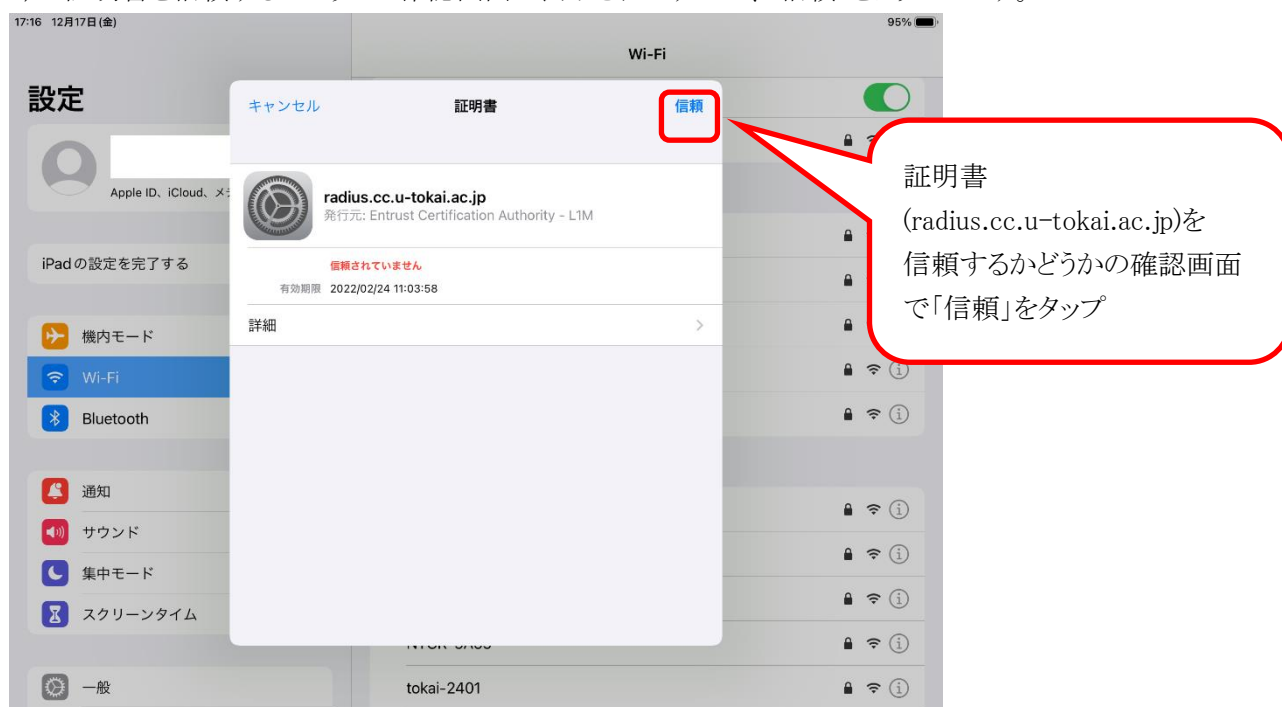 17:16 12月17日(金)
95%
Wi-Fi
設定
キャンセル
証明書
信頼
Apple ID、iCloud、
radius.cc.u-tokai.ac.jp
発行元: Entrust Certification Authority - L1M
信頼されていません
有効期限 2022/02/24 11:03:58
詳細
iPadの設定を完了する
機内モード
Wi-Fi
Bluetooth
通知
サウンド
集中モード
スクリーンタイム
一般
tokai-2401
証明書
(radius.cc.u-tokai.ac.jp)を
信頼するかどうかの確認画面
で「信頼」をタップ